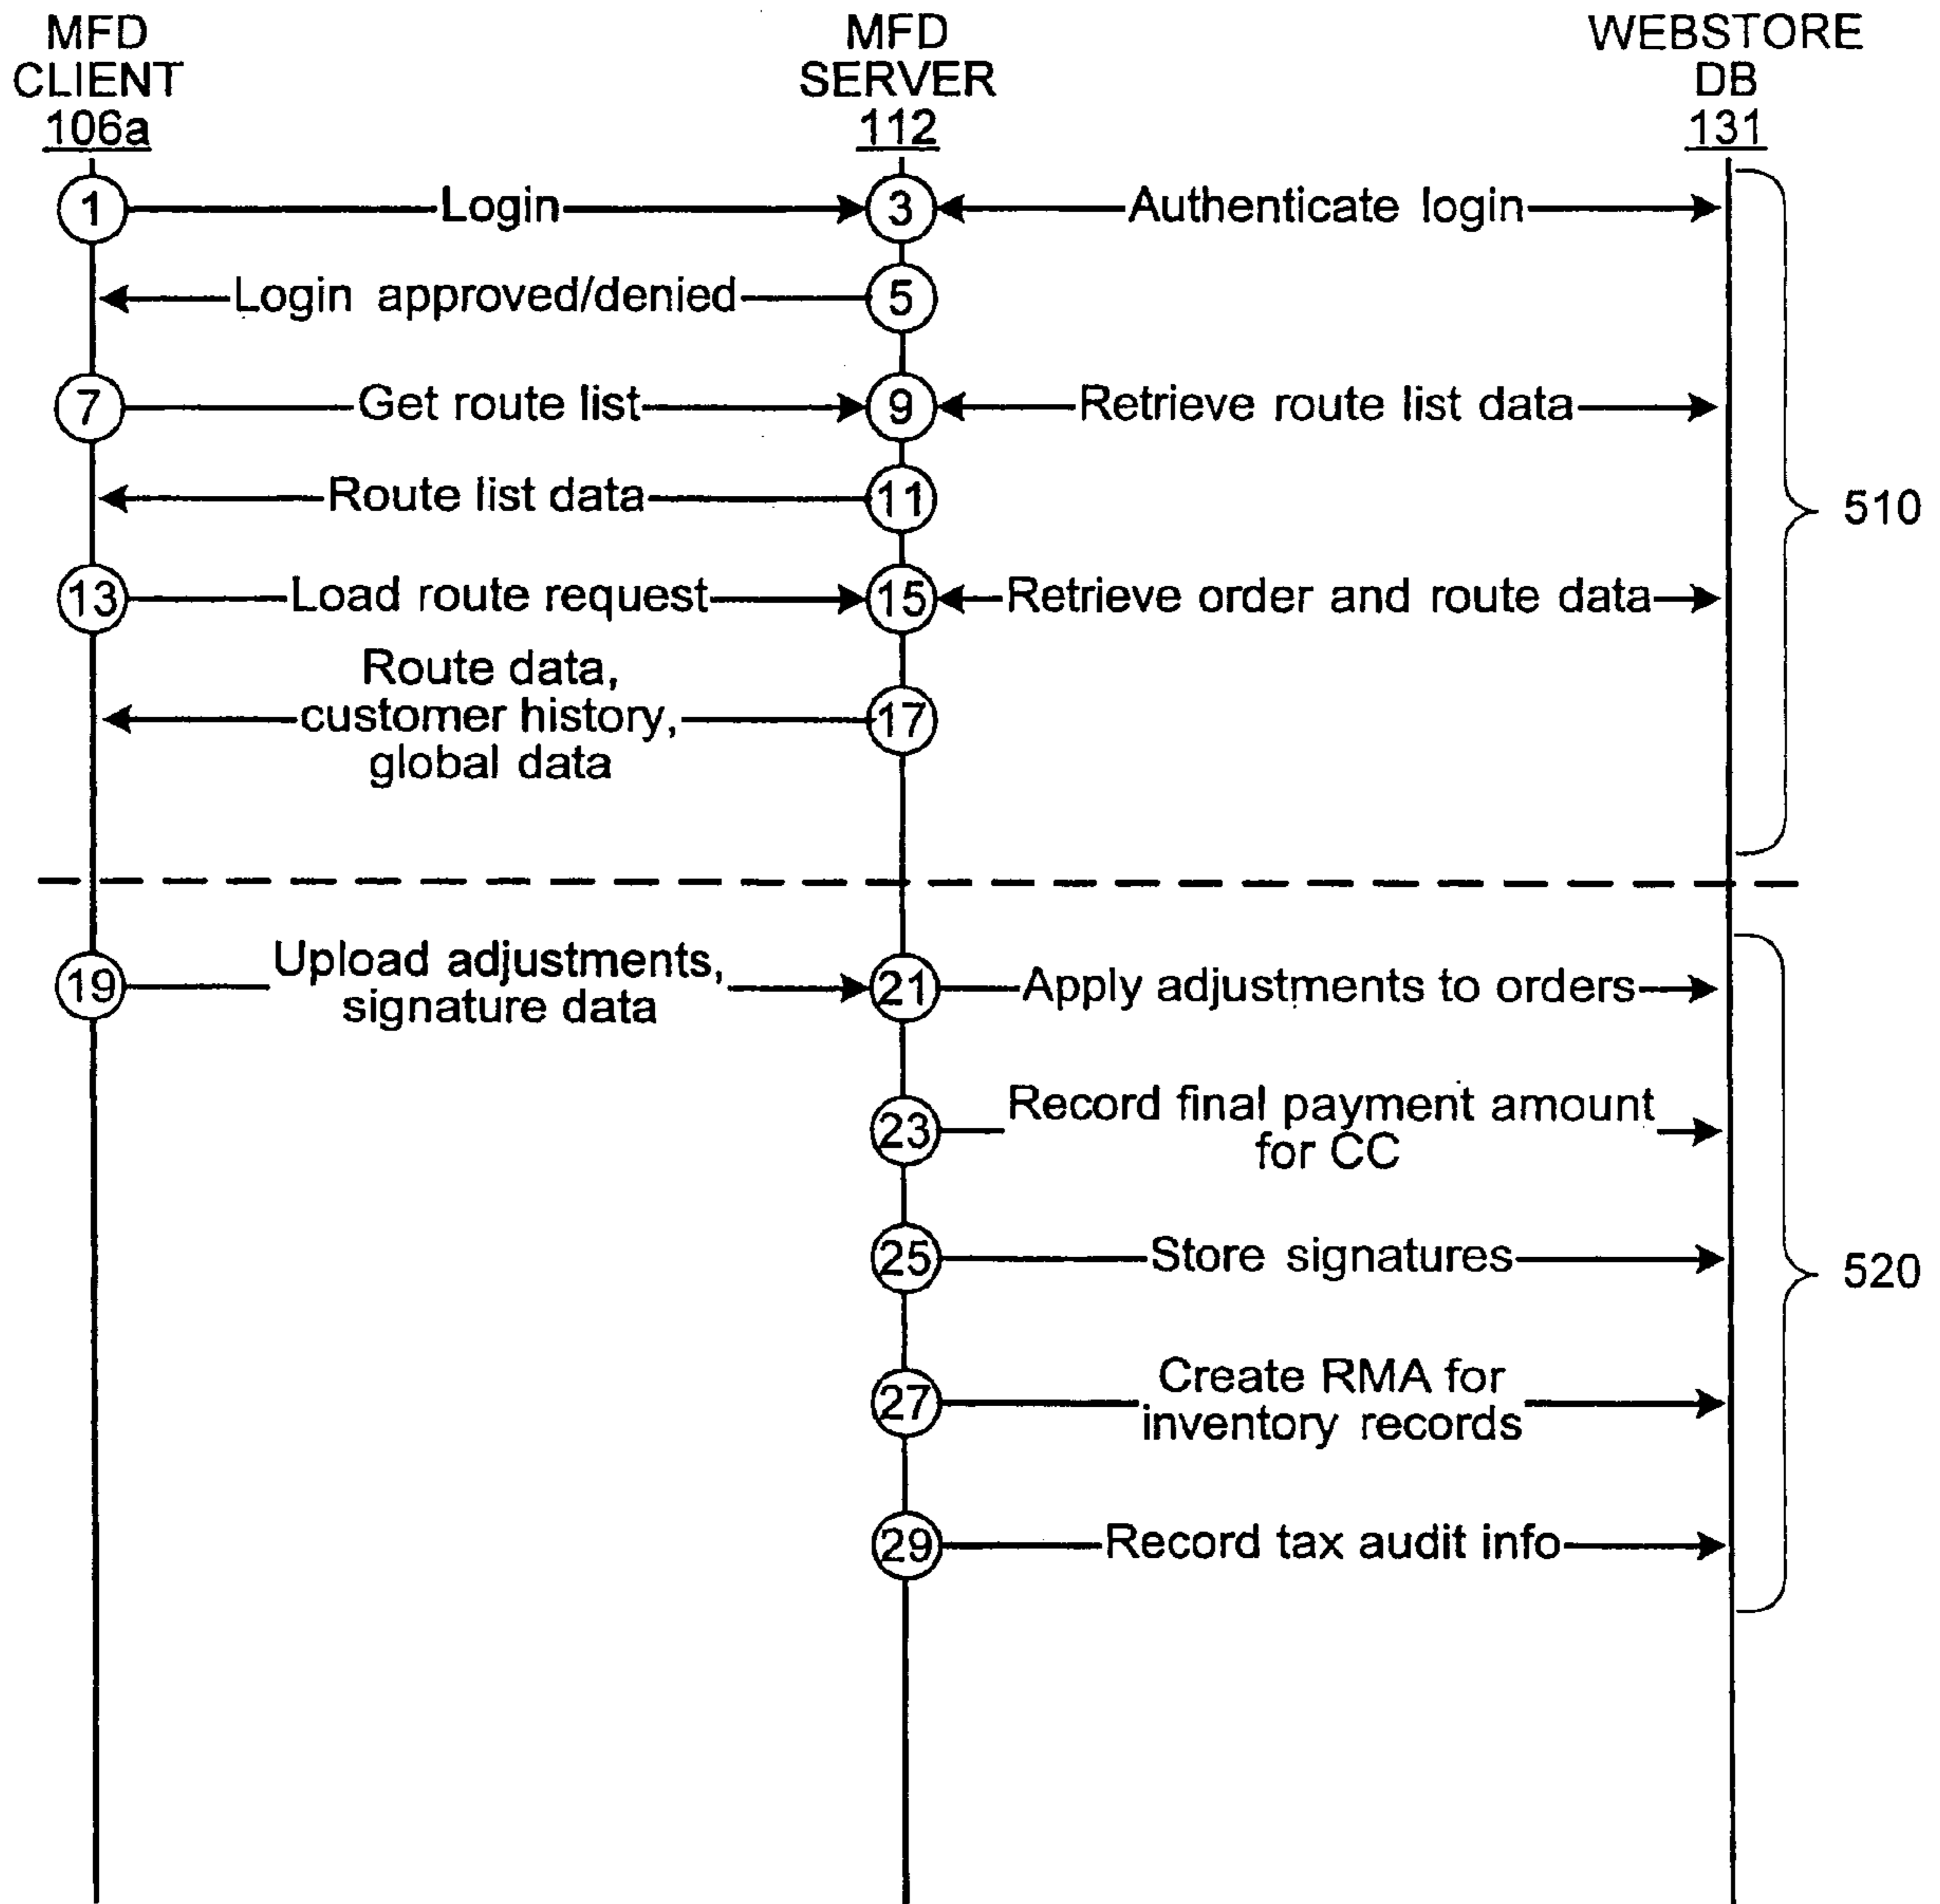 MFD
CLIENT
106a
MFD
SERVER
112
WEBSTORE
DB
131
1
Login
3
Authenticate login
Login approved/denied
5
7
Get route list
9
Retrieve route list data
Route list data
11
510
13
Load route request
15
Retrieve order and route data
Route data,
customer history,
global data
17
19
Upload adjustments,
signature data
21
Apply adjustments to orders
23
Record final payment amount
for CC
25
Store signatures
520
27
Create RMA for
inventory records
29
Record tax audit info